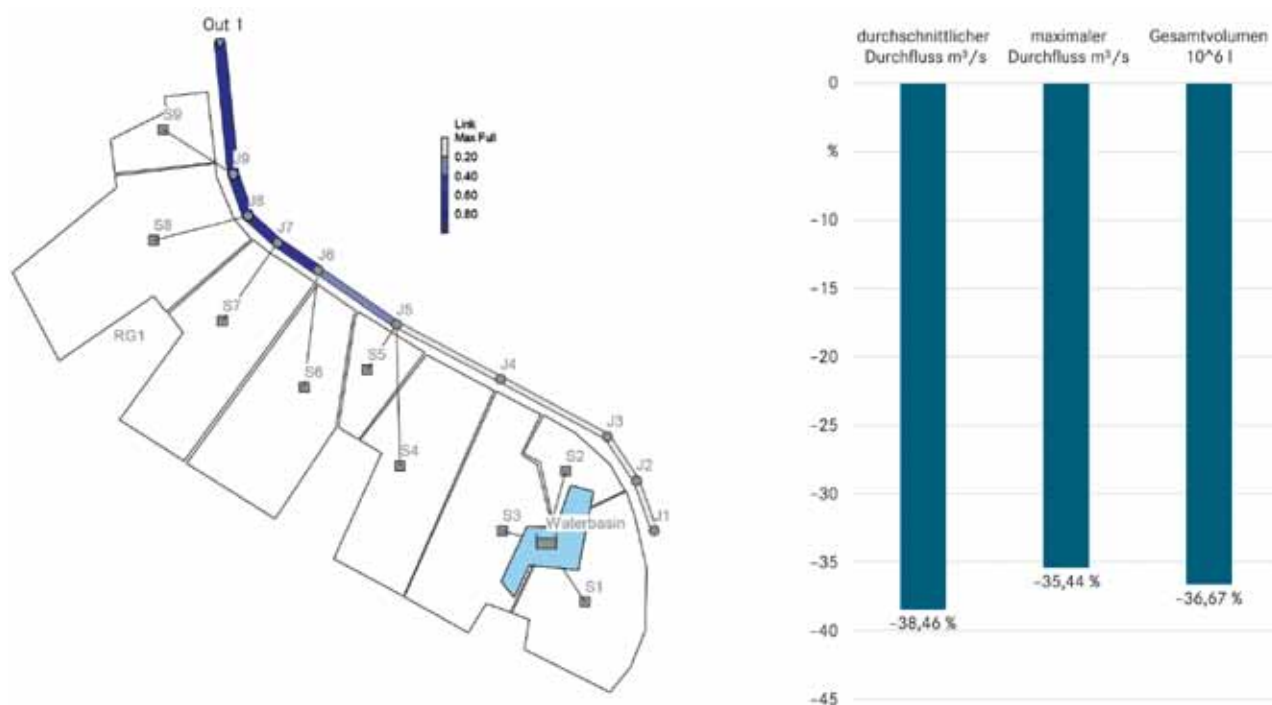 Out 1
S9
J9
J8
S8
J7
J6
S7
RG1
Link
Max Full
0.20
0.40
0.60
0.80
J5
S5
S6
J4
S4
J3
S2
J2
S3
Waterbasin
J1
S1
durchschnittlicher
Durchfluss m³/s
maximaler
Durchfluss m³/s
Gesamtvolumen
10^6 l
0
%
−10
−15
−20
−25
−30
−35
−40
−45
−38,46 %
−35,44 %
−36,67 %